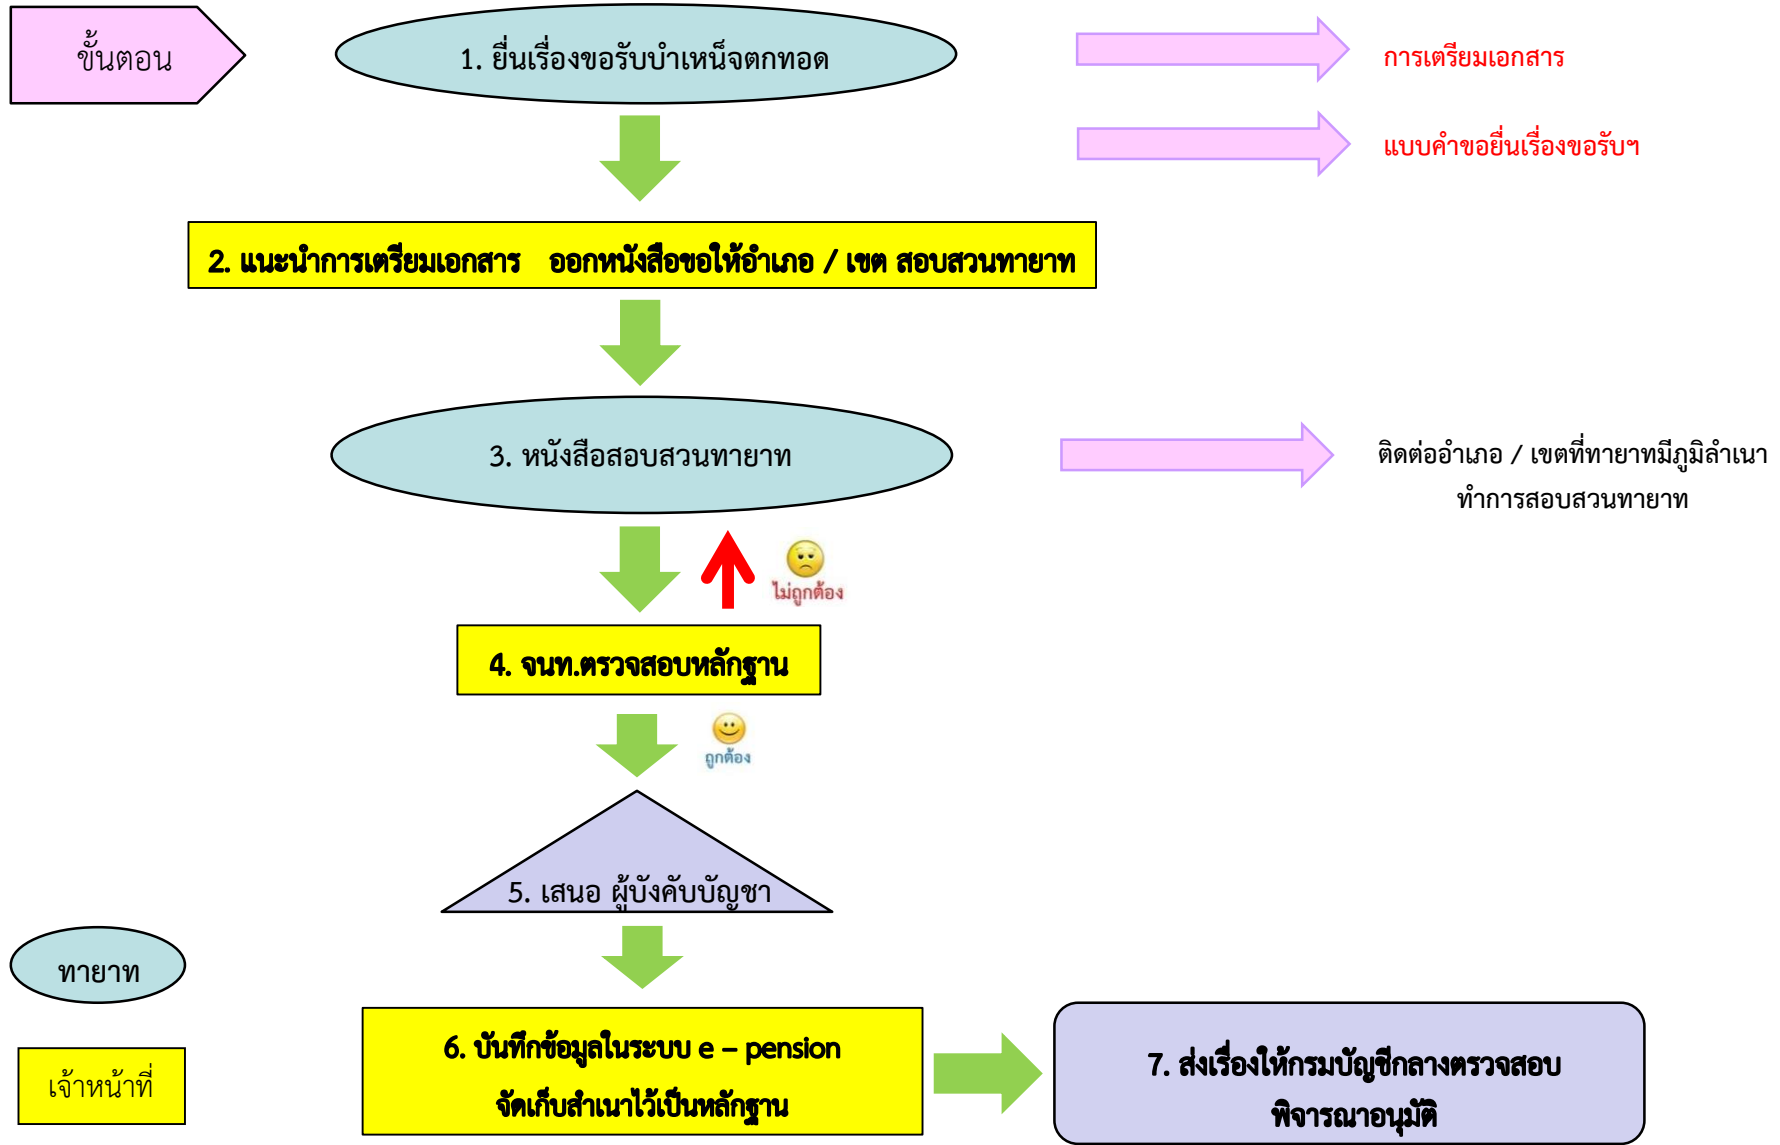 ขั้นตอน
1. ยื่นเรื่องขอรับบำเหน็จตกทอด
การเตรียมเอกสาร
แบบคำขอยื่นเรื่องขอรับฯ
2. แนะนำการเตรียมเอกสาร ออกหนังสือขอให้อำเภอ / เขต สอบสวนทายาท
3. หนังสือสอบสวนทายาท
ติดต่ออำเภอ / เขตที่ทายาทมีภูมิลำเนา
ทำการสอบสวนทายาท
ไม่ถูกต้อง
4. จนท.ตรวจสอบหลักฐาน
ถูกต้อง
5. เสนอ ผู้บังคับบัญชา
ทายาท
เจ้าหน้าที่
6. บันทึกข้อมูลในระบบ e – pension
จัดเก็บสำเนาไว้เป็นหลักฐาน
7. ส่งเรื่องให้กรมบัญชีกลางตรวจสอบ
พิจารณาอนุมัติ